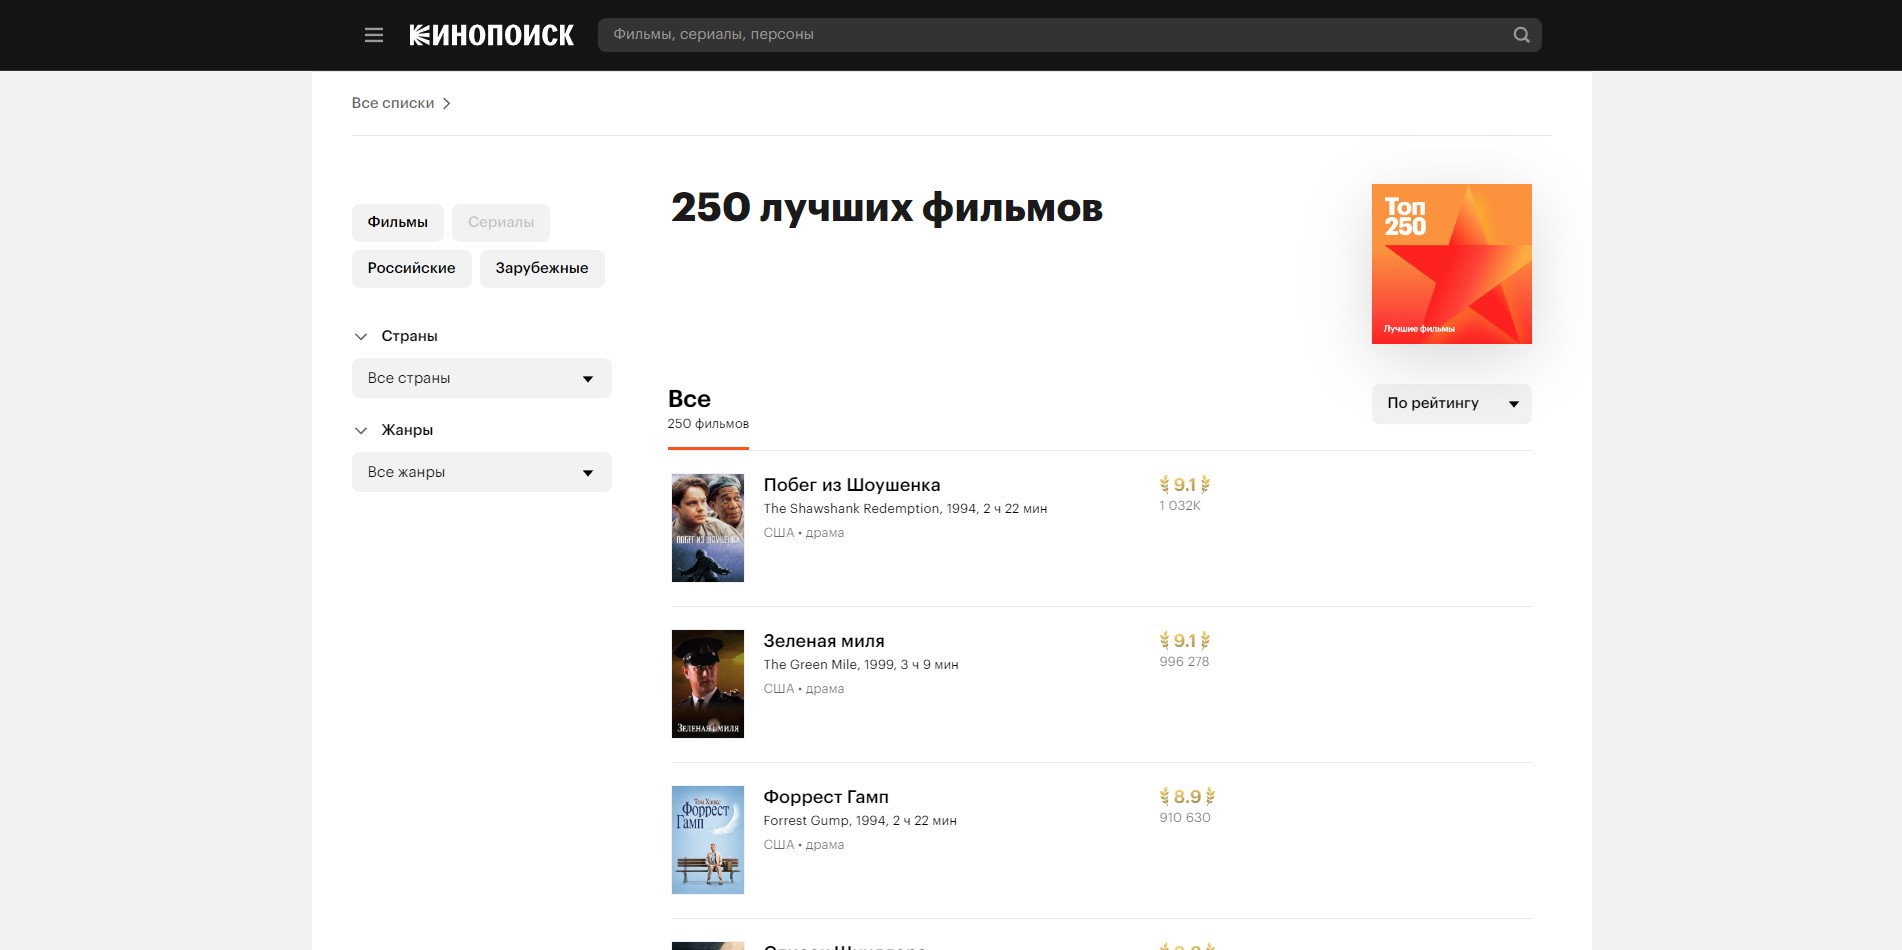 КИНОПОИСК
Фильмы, сериалы, персоны
Все списки
Фильмы
Сериалы
Российские
Зарубежные
Страны
Все страны
Жанры
Все жанры
250 лучших фильмов
Топ
250
Лучшие фильмы
Все
250 фильмов
По рейтингу
ПОБЕГ ИЗ ШОУШЕНКА
Побег из Шоушенка
The Shawshank Redemption, 1994, 2 ч 22 мин
США • драма
9.1
1 032K
ЗЕЛЕНАЯ МИЛЯ
Зеленая миля
The Green Mile, 1999, 3 ч 9 мин
США • драма
9.1
996 278
Том Хэнкс
Форрест
Гамп
Форрест Гамп
Forrest Gump, 1994, 2 ч 22 мин
США • драма
8.9
910 630